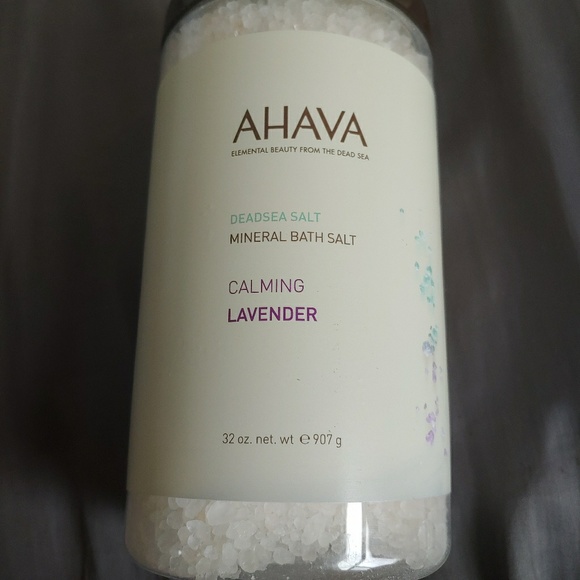 AHAVA
ELEMENTAL BEAUTY FROM THE DEAD SEA
DEADSEA SALT
MINERAL BATH SALT
CALMING
LAVENDER
32 oz. net. wt ℮ 907 g